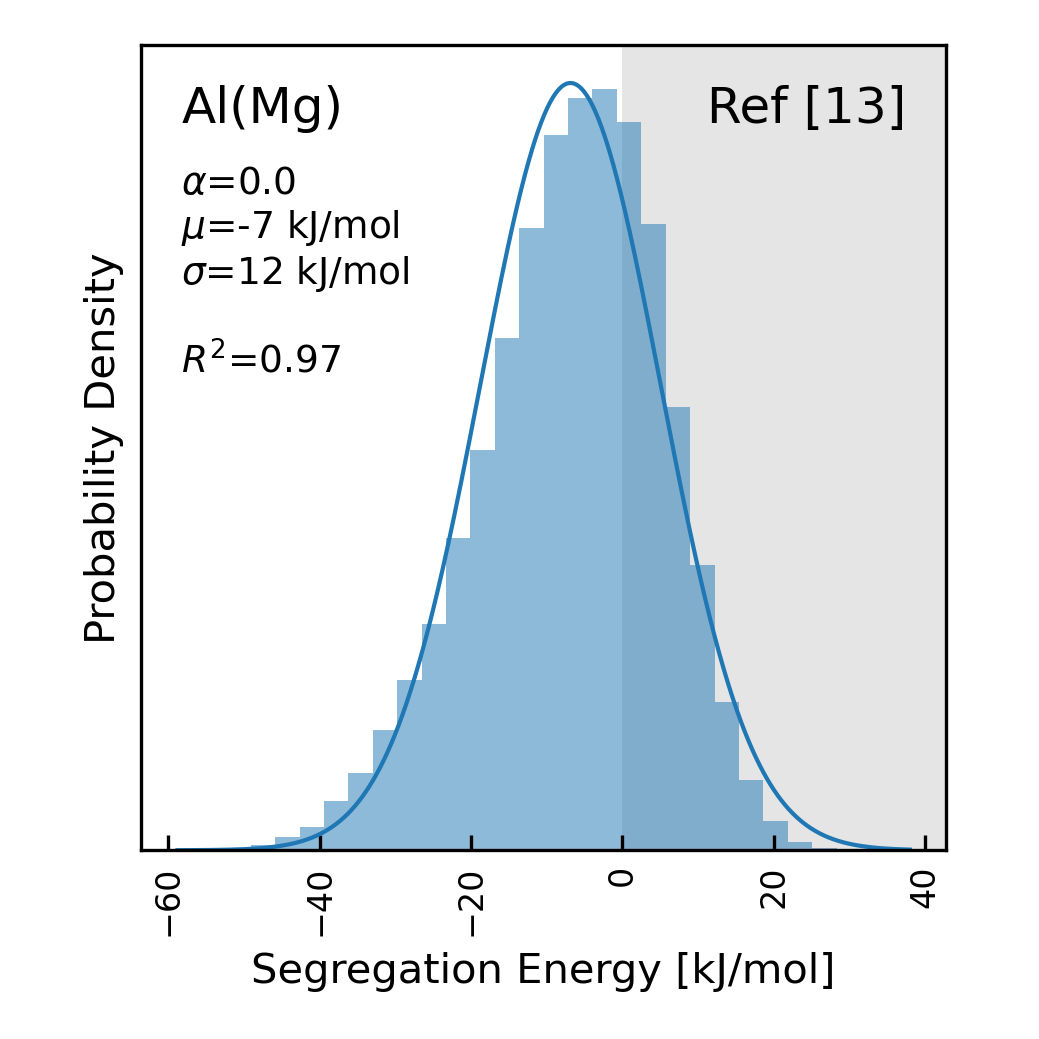 Al(Mg)
Ref [13]
α=0.0
μ=-7 kJ/mol
σ=12 kJ/mol
R²=0.97
Probability Density
−60 −40 −20 0 20 40
Segregation Energy [kJ/mol]